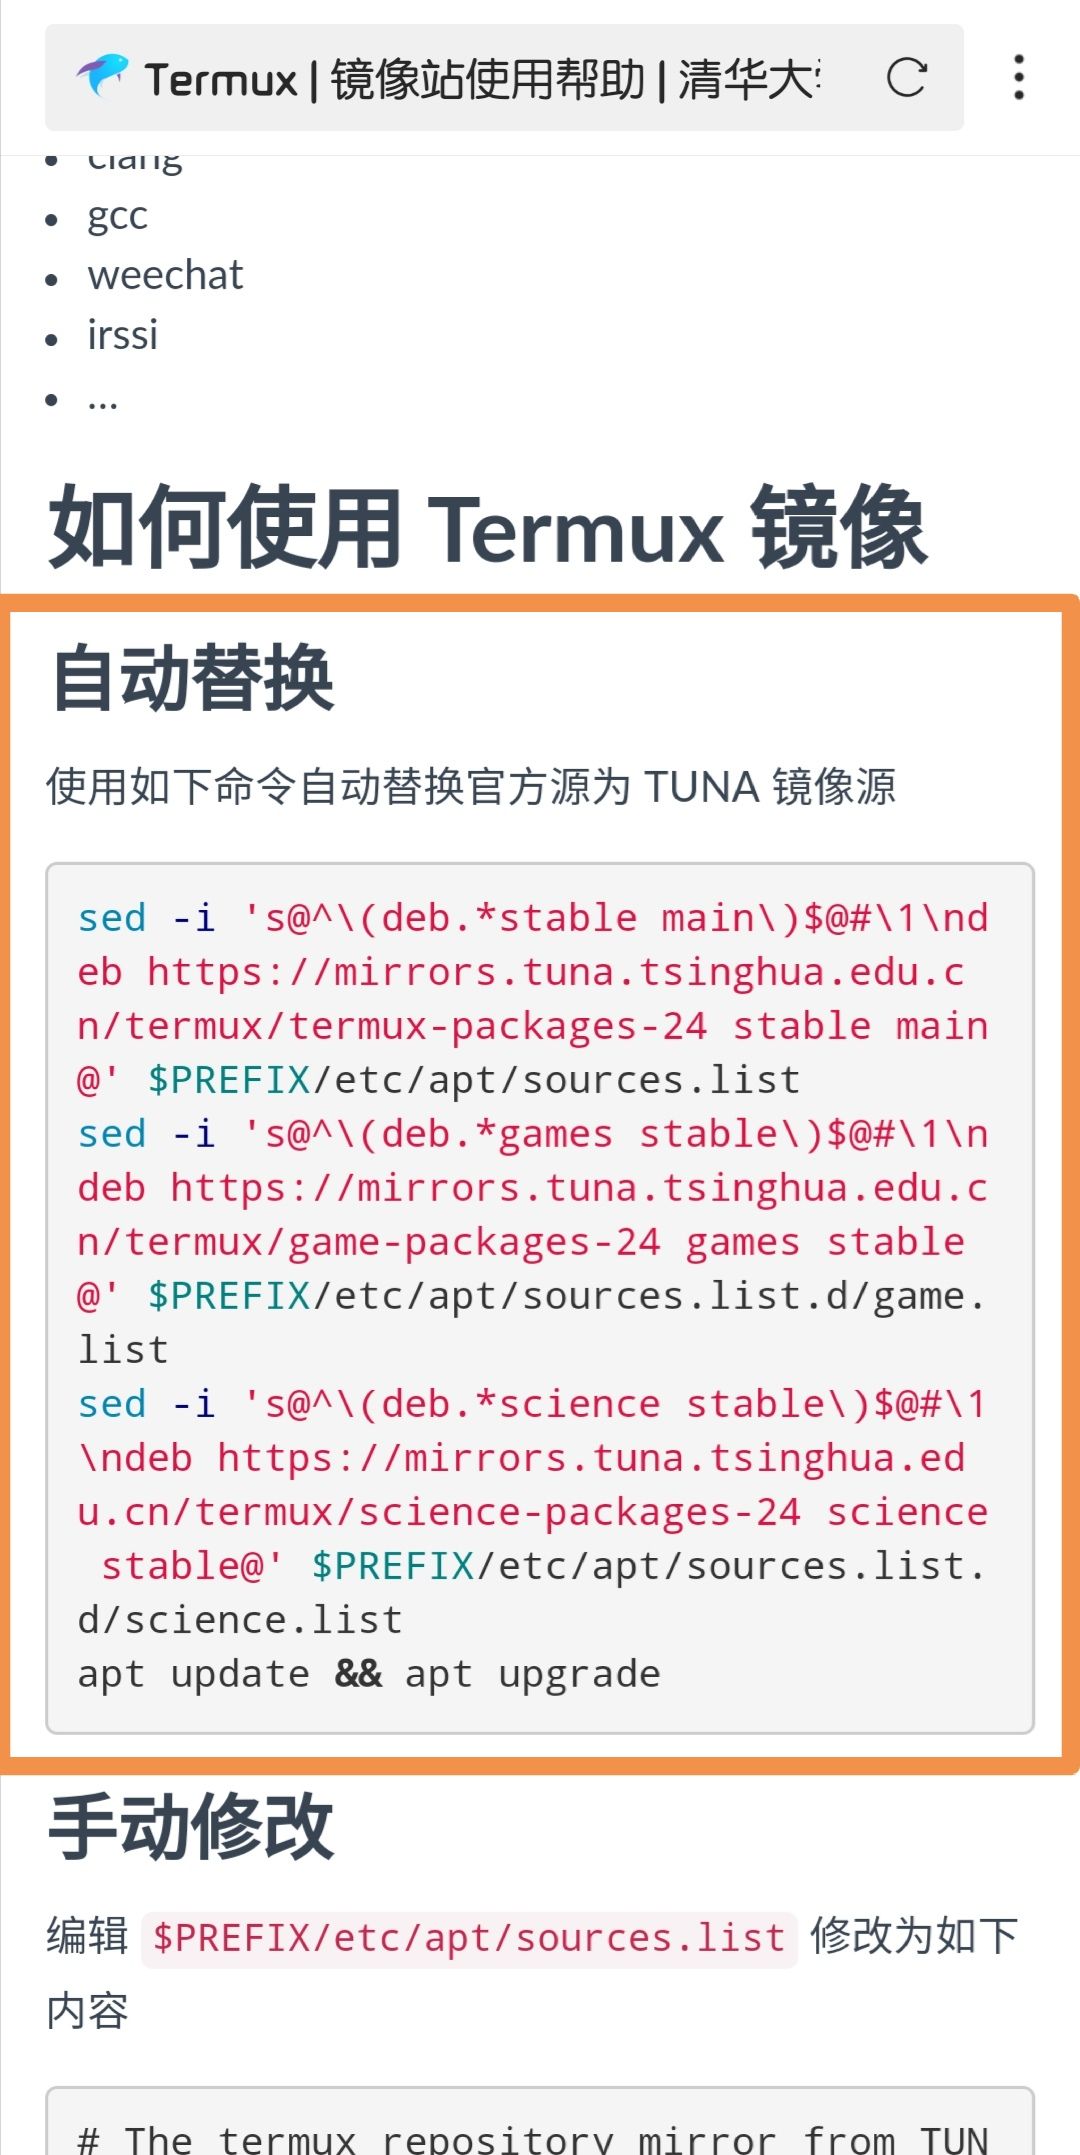 Termux | 镜像站使用帮助 | 清华大
clang
gcc
weechat
irssi
...
如何使用 Termux 镜像
自动替换
使用如下命令自动替换官方源为 TUNA 镜像源
sed -i 's@^\(deb.*stable main\)$@#\1\nd
eb https://mirrors.tuna.tsinghua.edu.c
n/termux/termux-packages-24 stable main
@' $PREFIX/etc/apt/sources.list
sed -i 's@^\(deb.*games stable\)$@#\1\n
deb https://mirrors.tuna.tsinghua.edu.c
n/termux/game-packages-24 games stable
@' $PREFIX/etc/apt/sources.list.d/game.
list
sed -i 's@^\(deb.*science stable\)$@#\1
\ndeb https://mirrors.tuna.tsinghua.ed
u.cn/termux/science-packages-24 science
 stable@' $PREFIX/etc/apt/sources.list.
d/science.list
apt update && apt upgrade
手动修改
编辑 $PREFIX/etc/apt/sources.list 修改为如下
内容
# The termux repository mirror from TUN